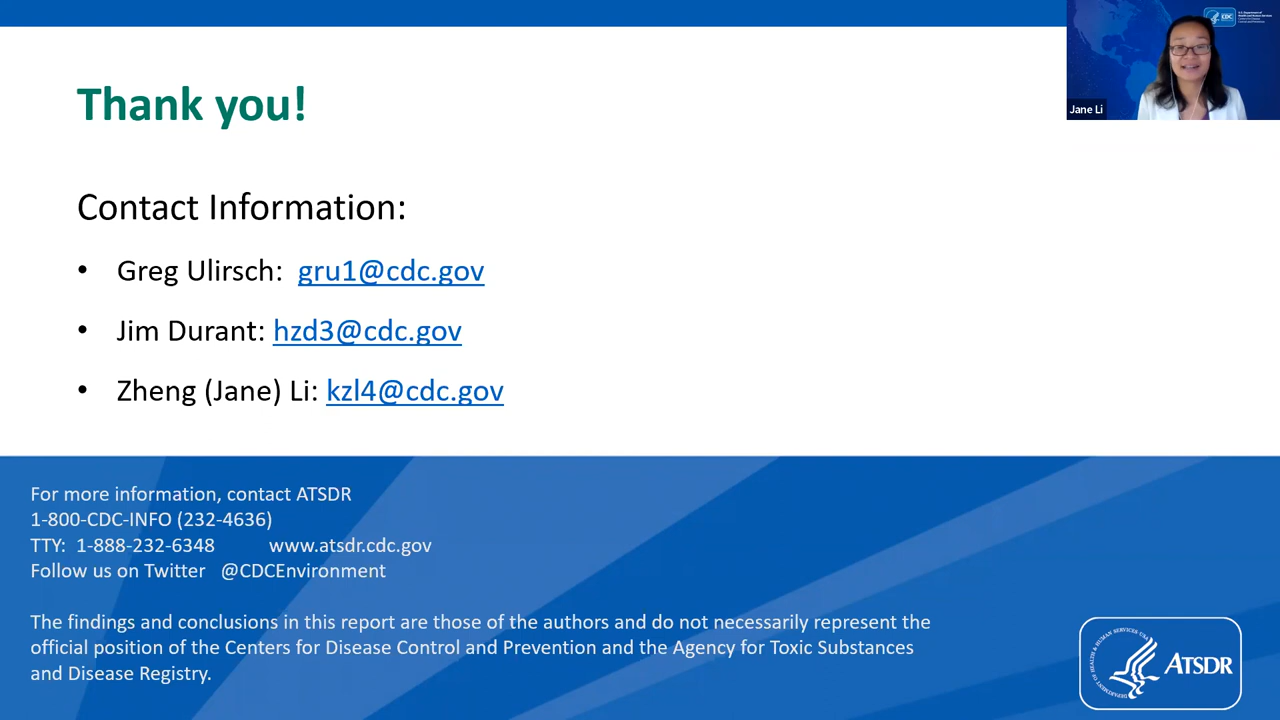 Thank you!
Contact Information:
• Greg Ulirsch: gru1@cdc.gov
• Jim Durant: hzd3@cdc.gov
• Zheng (Jane) Li: kzl4@cdc.gov
For more information, contact ATSDR
1-800-CDC-INFO (232-4636)
TTY: 1-888-232-6348 www.atsdr.cdc.gov
Follow us on Twitter @CDCEnvironment
The findings and conclusions in this report are those of the authors and do not necessarily represent the
official position of the Centers for Disease Control and Prevention and the Agency for Toxic Substances
and Disease Registry.
CDC
Jane Li
ATSDR